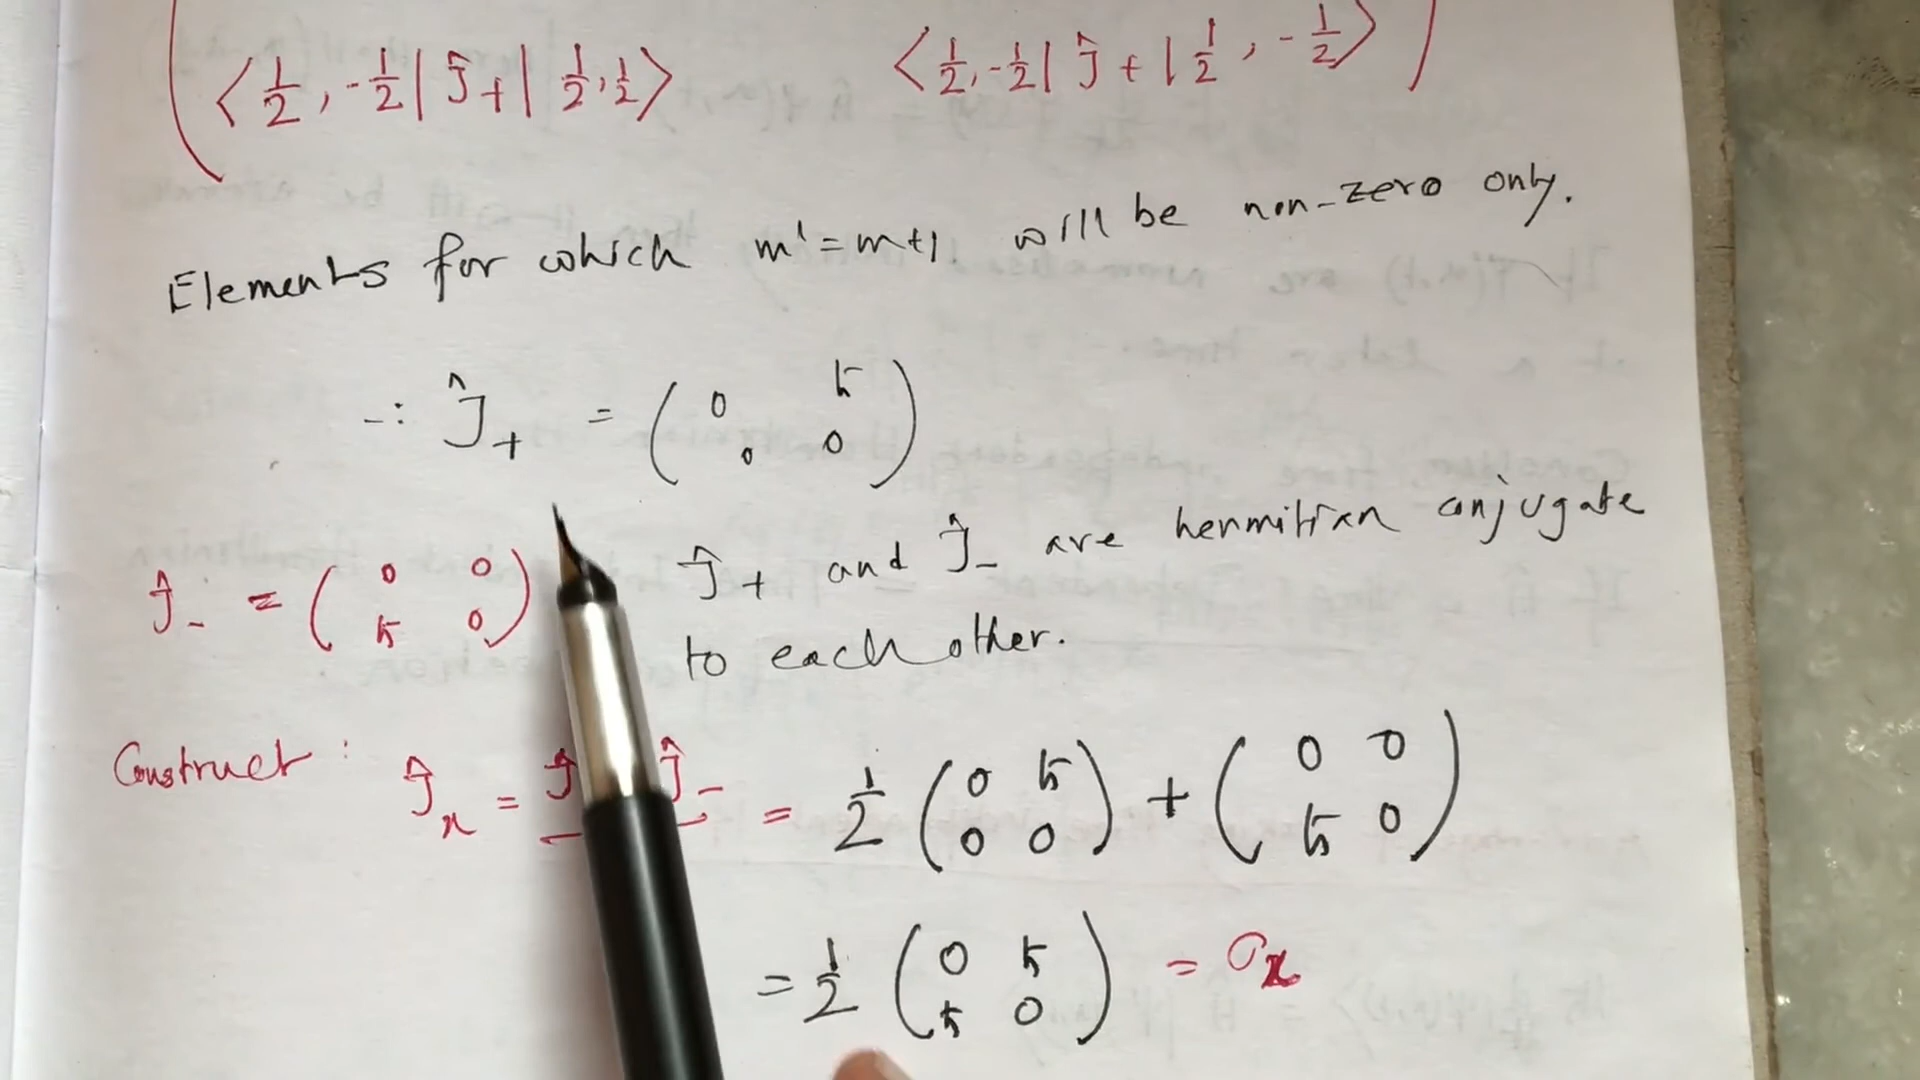 ⟨1/2, -1/2| Ĵ+ | 1/2, 1/2⟩ ⟨1/2, -1/2| Ĵ+ | 1/2, -1/2⟩
Elements for which m' = m+1. will be non-zero only.
∴ Ĵ+ = ( 0 ħ
0 0 )
Ĵ- = ( 0 0
ħ 0 )
Ĵ+ and Ĵ- are hermitian conjugate
to each other.
Construct : Ĵx = Ĵ Ĵ- = 1/2 ( 0 ħ
0 0 ) + ( 0 0
ħ 0 )
= 1/2 ( 0 ħ
ħ 0 ) = σx